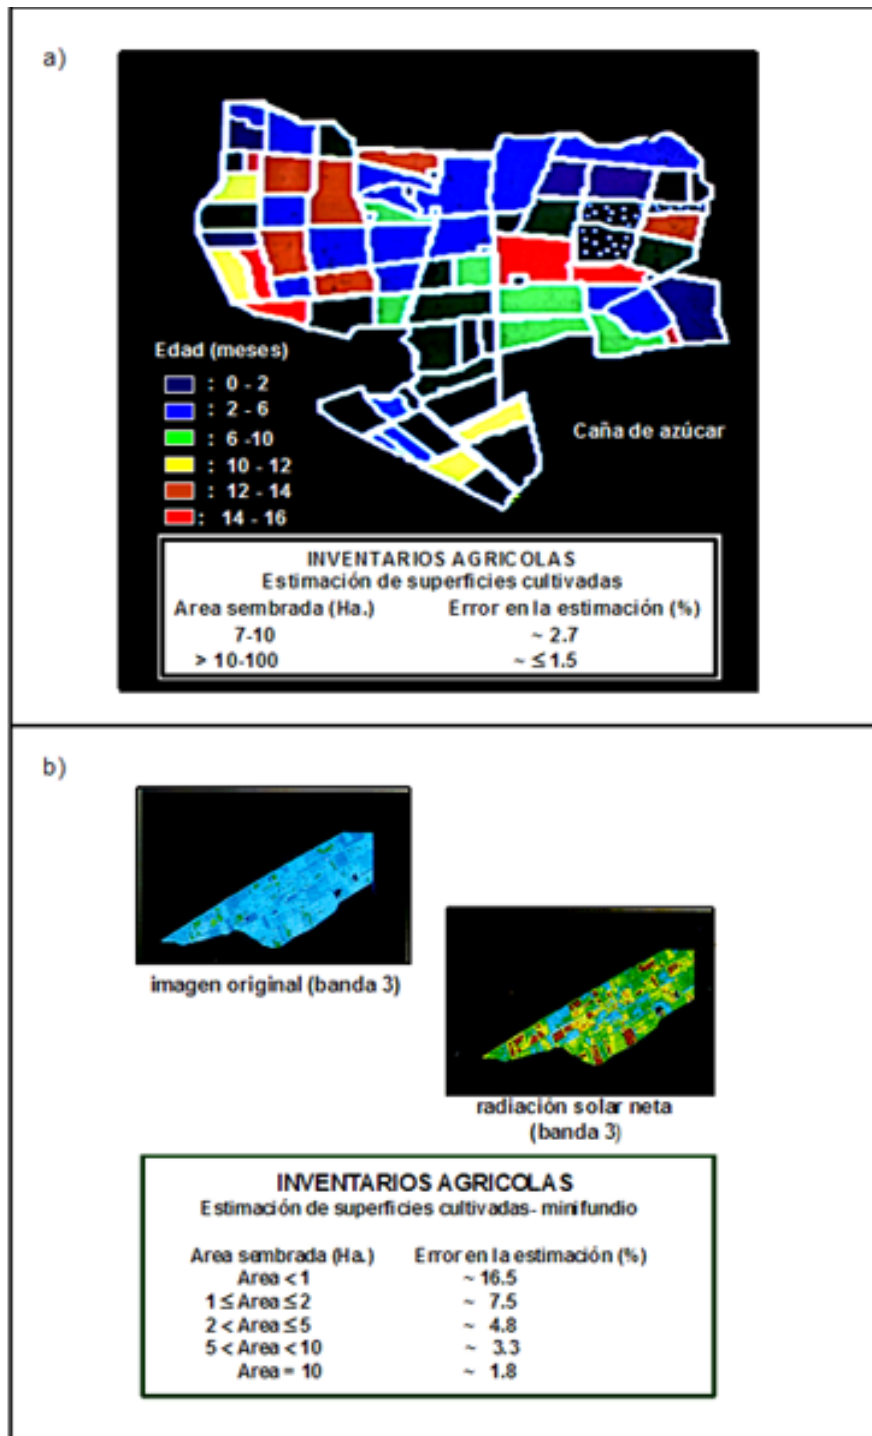 a)
Edad (meses)
: 0 - 2
: 2 - 6
: 6 -10
: 10 - 12
: 12 - 14
: 14 - 16
Caña de azúcar
INVENTARIOS AGRICOLAS
Estimación de superficies cultivadas
Area sembrada (Ha.) Error en la estimación (%)
7-10 ~ 2.7
> 10-100 ~ ≤ 1.5
b)
imagen original (banda 3)
radiación solar neta
(banda 3)
INVENTARIOS AGRICOLAS
Estimación de superficies cultivadas- minifundio
Area sembrada (Ha.) Error en la estimación (%)
Area < 1 ~ 16.5
1 ≤ Area ≤ 2 ~ 7.5
2 < Area ≤ 5 ~ 4.8
5 < Area < 10 ~ 3.3
Area = 10 ~ 1.8